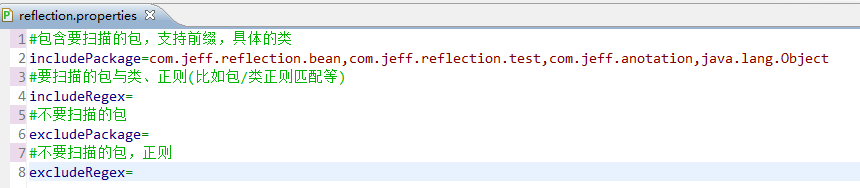 reflection.properties
1 #包含要扫描的包，支持前缀，具体的类
2 includePackage=com.jeff.reflection.bean,com.jeff.reflection.test,com.jeff.anotation,java.lang.Object
3 #要扫描的包与类、正则(比如包/类正则匹配等)
4 includeRegex=
5 #不要扫描的包
6 excludePackage=
7 #不要扫描的包，正则
8 excludeRegex=